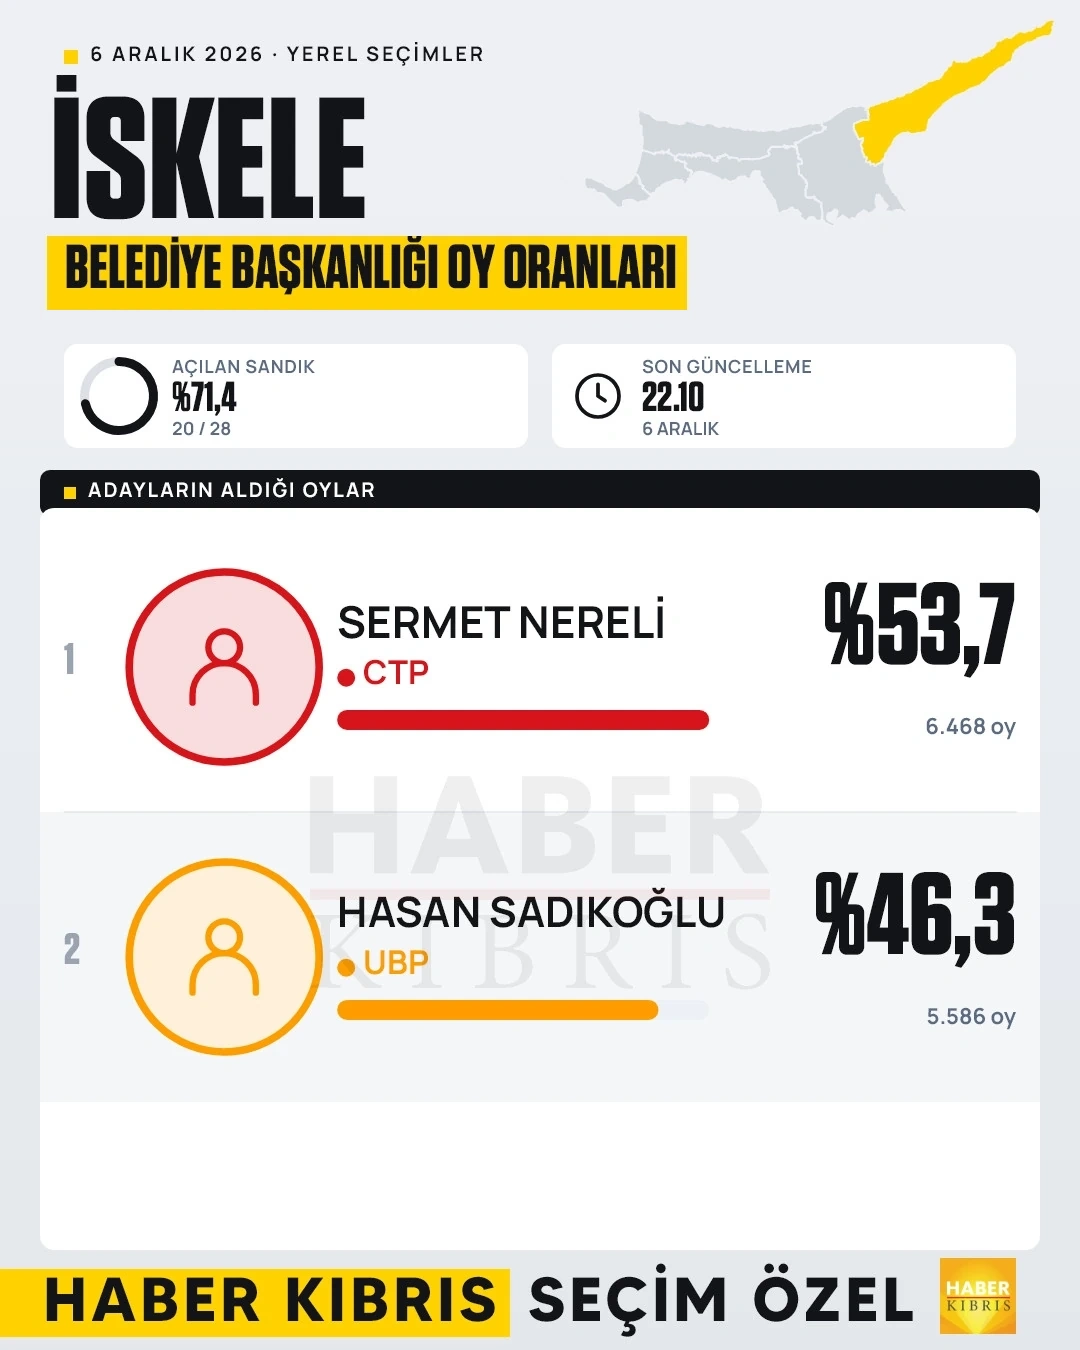 6 ARALIK 2026 · YEREL SEÇİMLER
İSKELE
BELEDİYE BAŞKANLIĞI OY ORANLARI
AÇILAN SANDIK
%71,4
20 / 28
SON GÜNCELLEME
22.10
6 ARALIK
ADAYLARIN ALDIĞI OYLAR
1
SERMET NERELİ
CTP
%53,7
6.468 oy
HABER
KIBRIS
2
HASAN SADIKOĞLU
UBP
%46,3
5.586 oy
HABER KIBRIS SEÇİM ÖZEL
HABER
KIBRIS